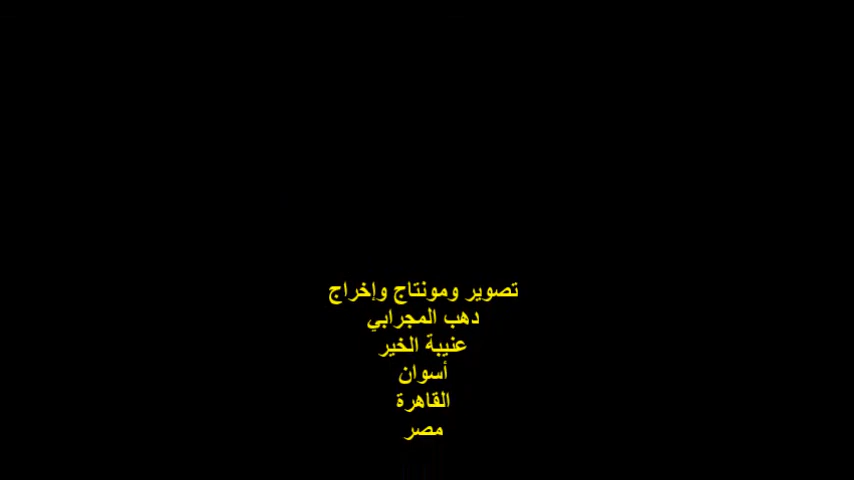 تصوير ومونتاج وإخراج
دهب المجرابي
عنيبة الخير
أسوان
القاهرة
مصر